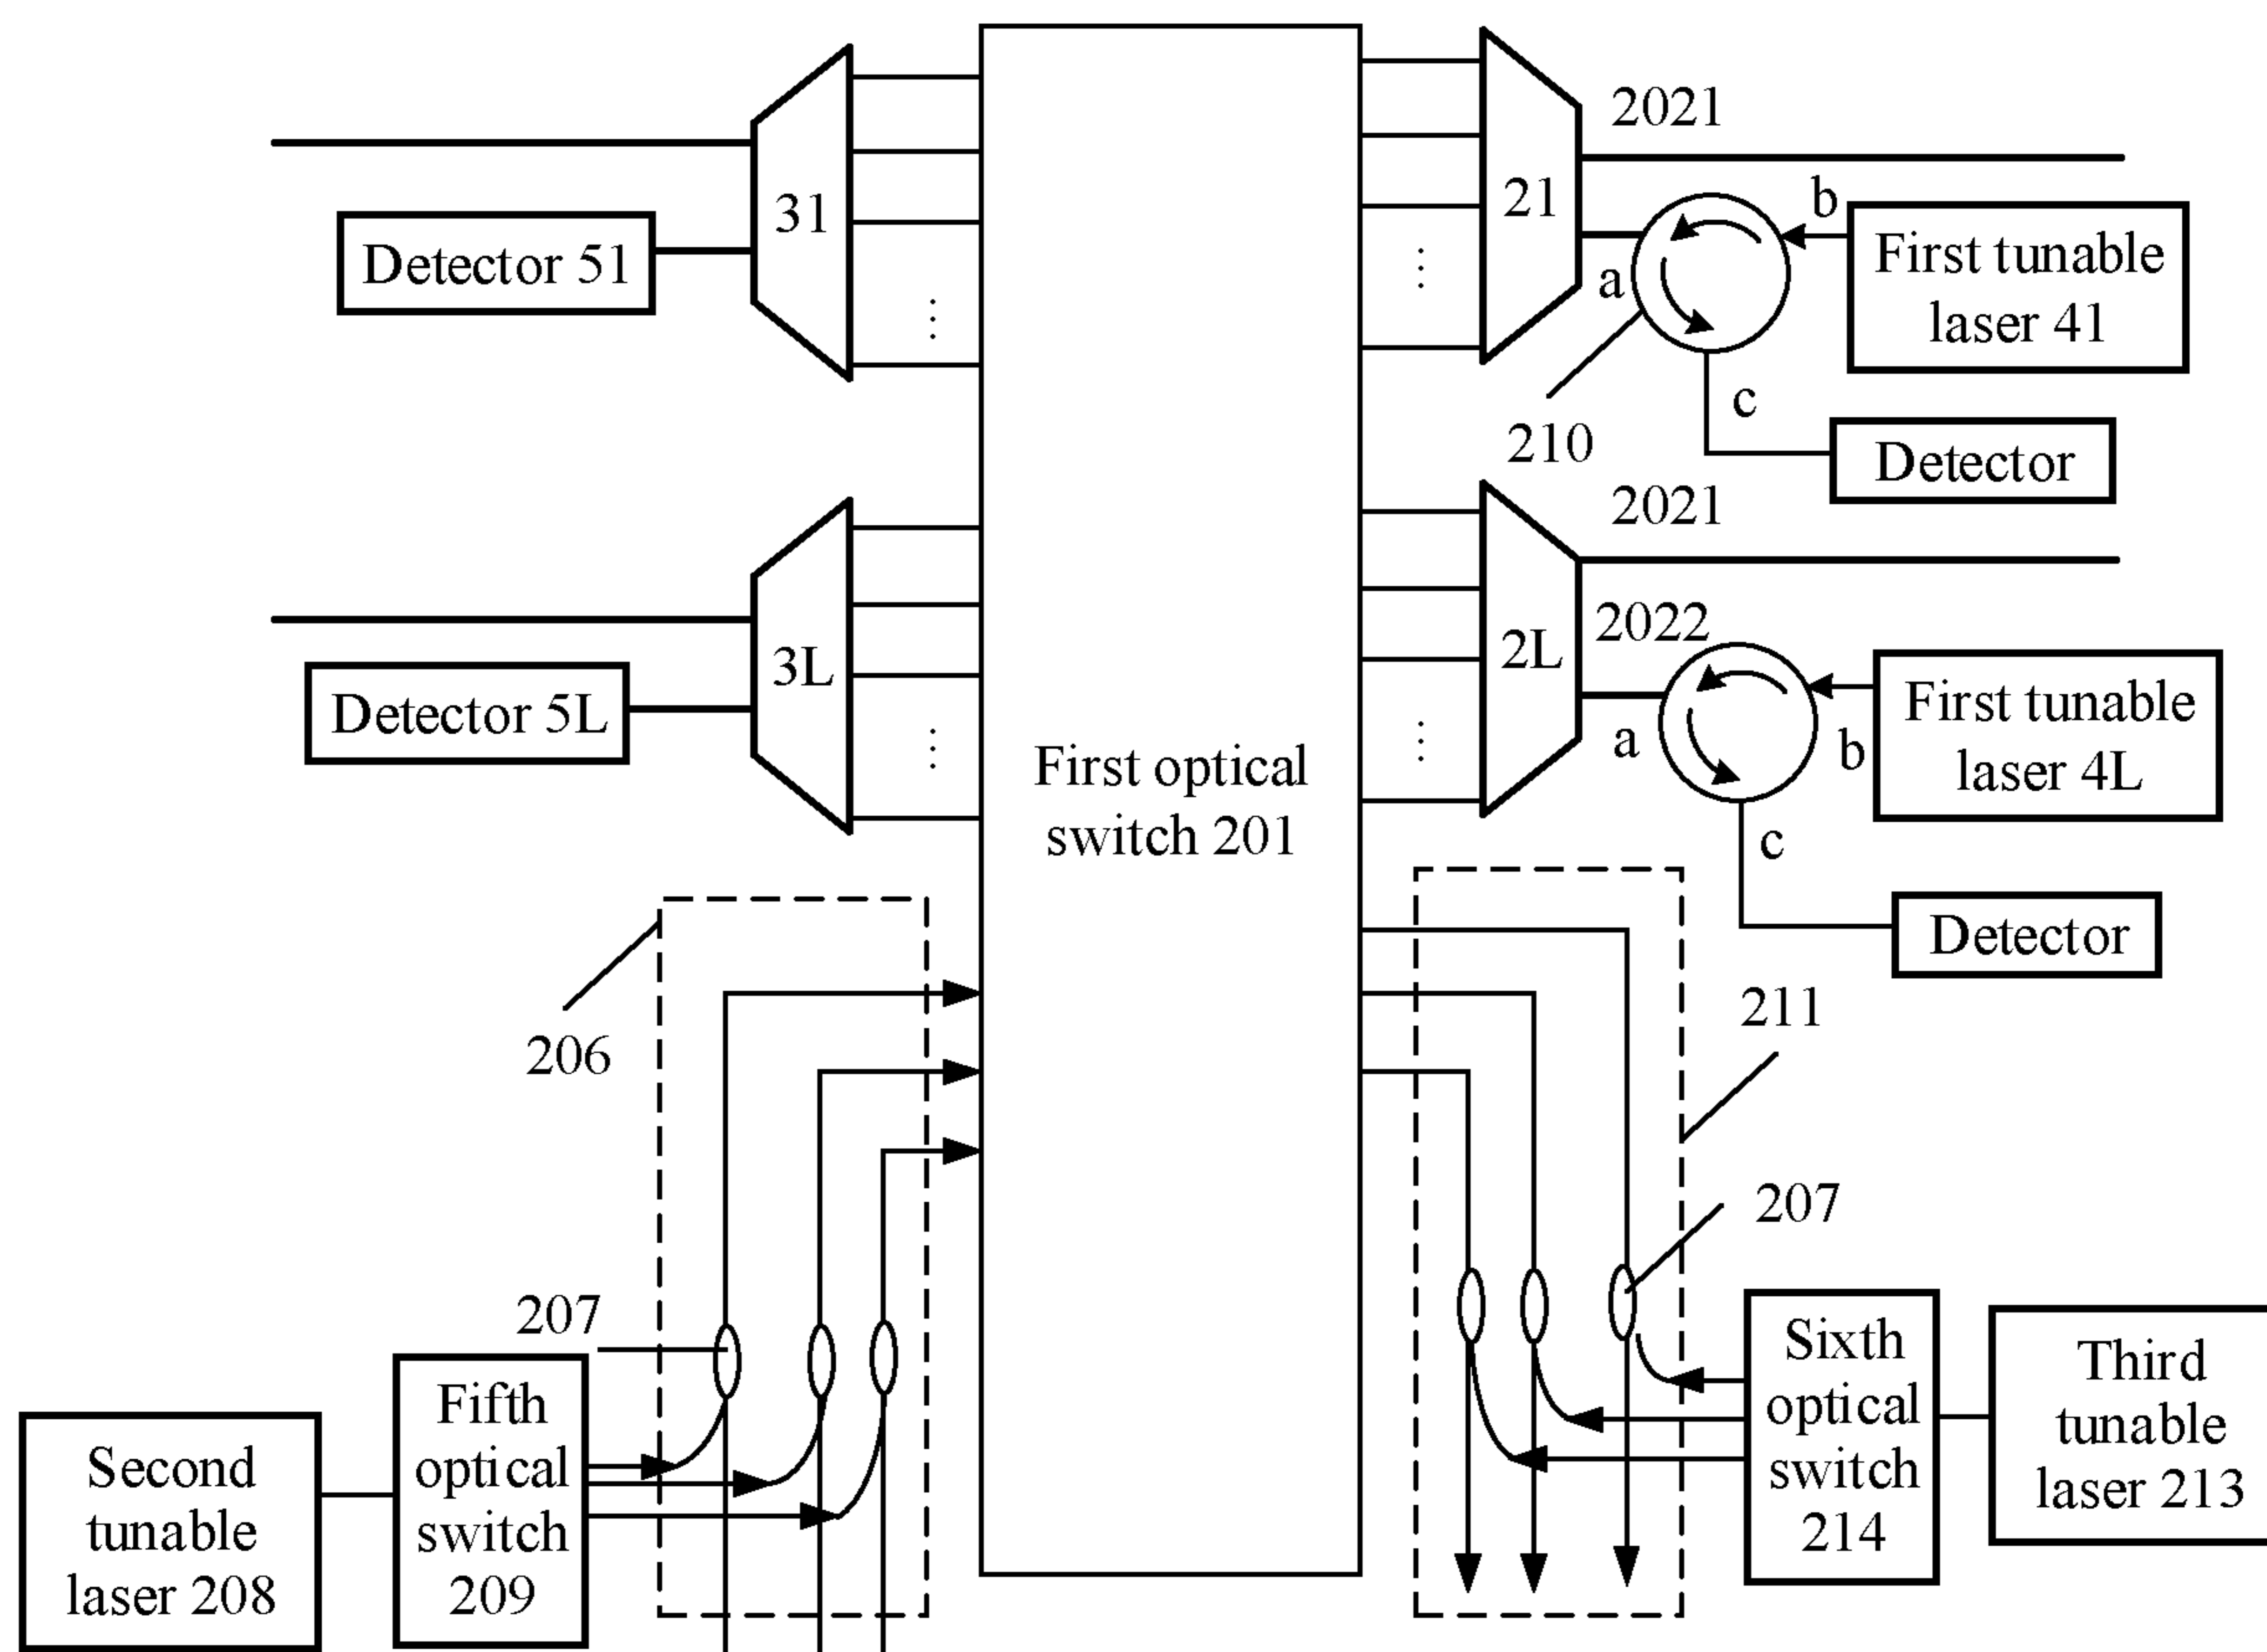 2021
31
21
b
Detector 51
First tunable
laser 41
a
⋮
⋮
c
210
Detector
2021
2022
3L
2L
First tunable
laser 4L
Detector 5L
a
b
⋮
⋮
First optical
switch 201
c
Detector
206
211
207
207
Sixth
optical
switch
214
Third
tunable
laser 213
Fifth
optical
switch
209
Second
tunable
laser 208